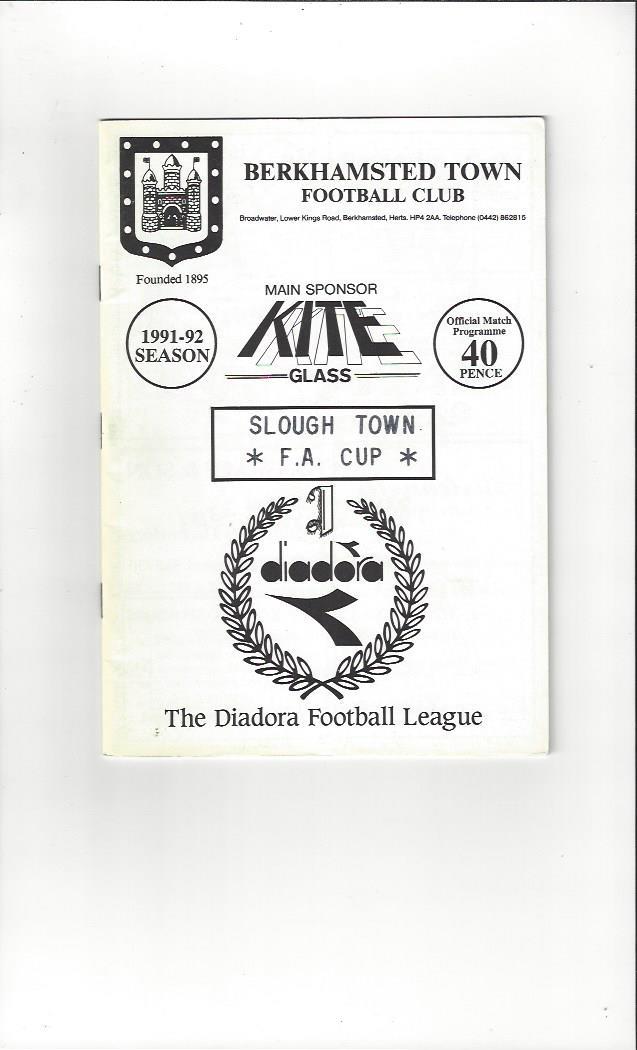 BERKHAMSTED TOWN
FOOTBALL CLUB
Broadwater, Lower Kings Road, Berkhamsted, Herts. HP4 2AA. Telephone (0442) 862815
Founded 1895
MAIN SPONSOR
KITE
GLASS
1991-92
SEASON
Official Match
Programme
40
PENCE
SLOUGH TOWN
* F.A. CUP *
diadora
The Diadora Football League